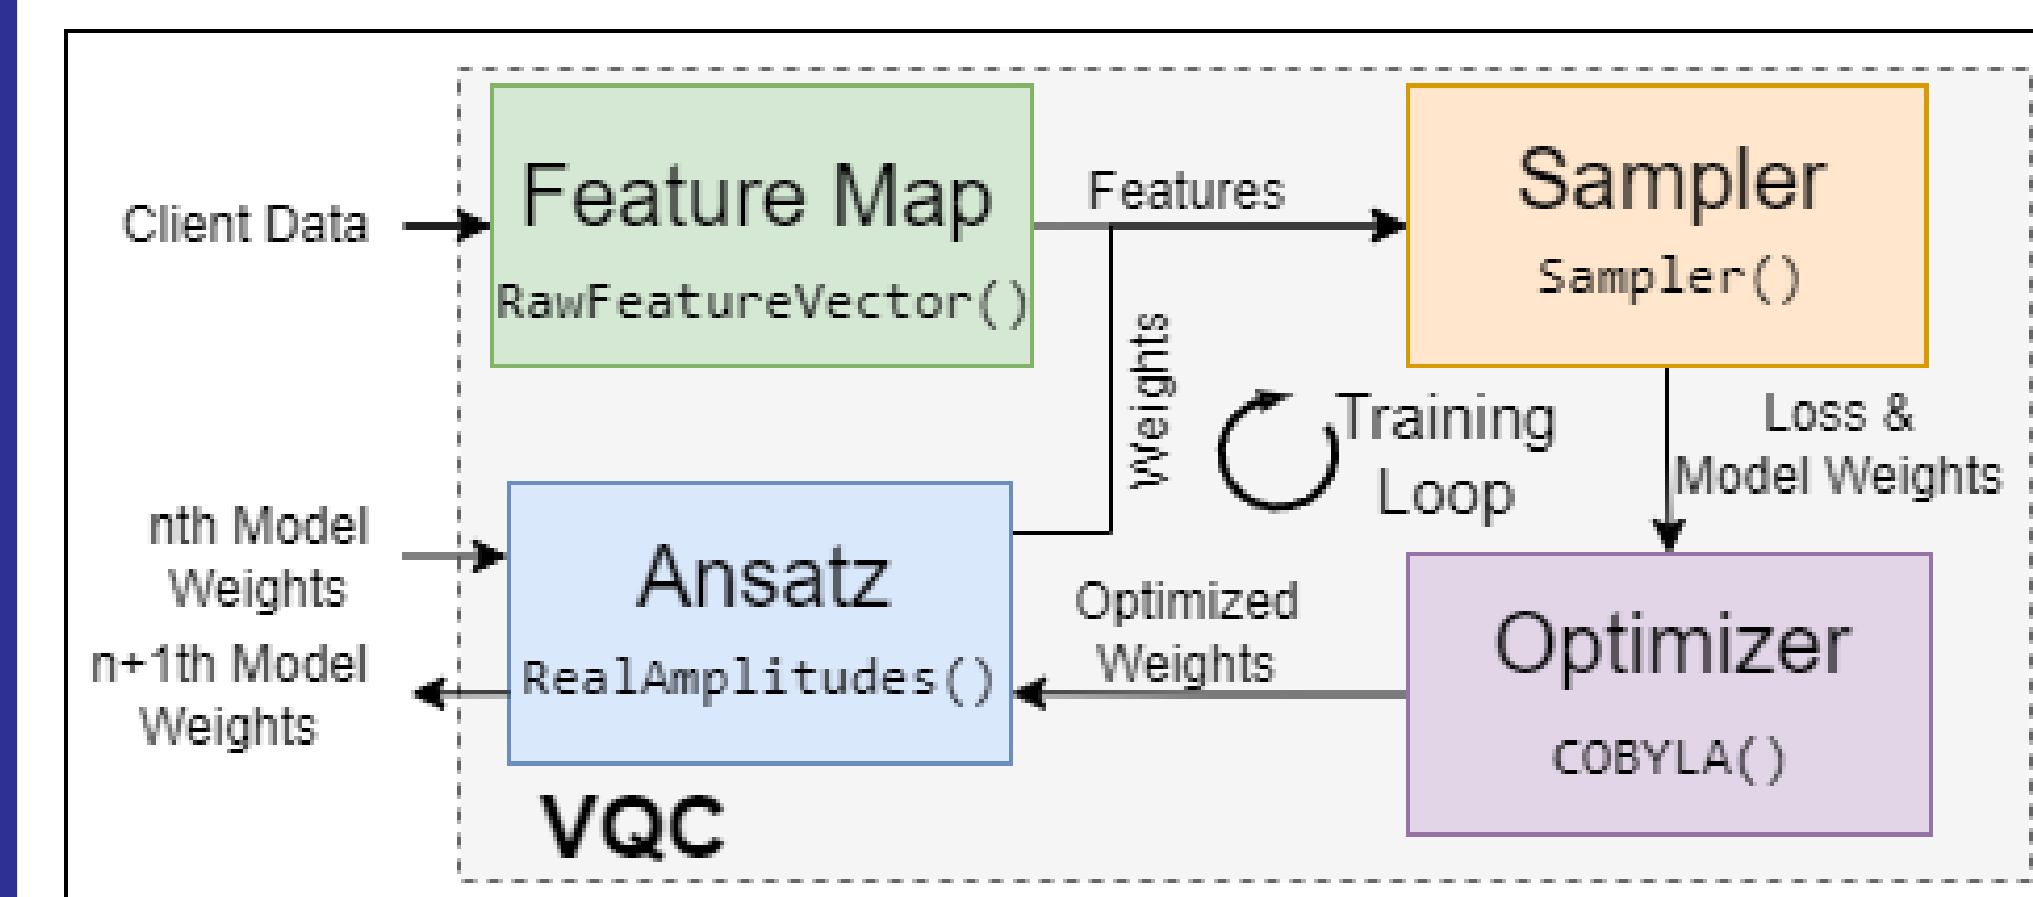 Client Data
Feature Map
RawFeatureVector()
Features
Sampler
Sampler()
Weights
Training
Loop
Loss &
Model Weights
nth Model
Weights
n+1th Model
Weights
Ansatz
RealAmplitudes()
Optimized
Weights
Optimizer
COBYLA()
VQC